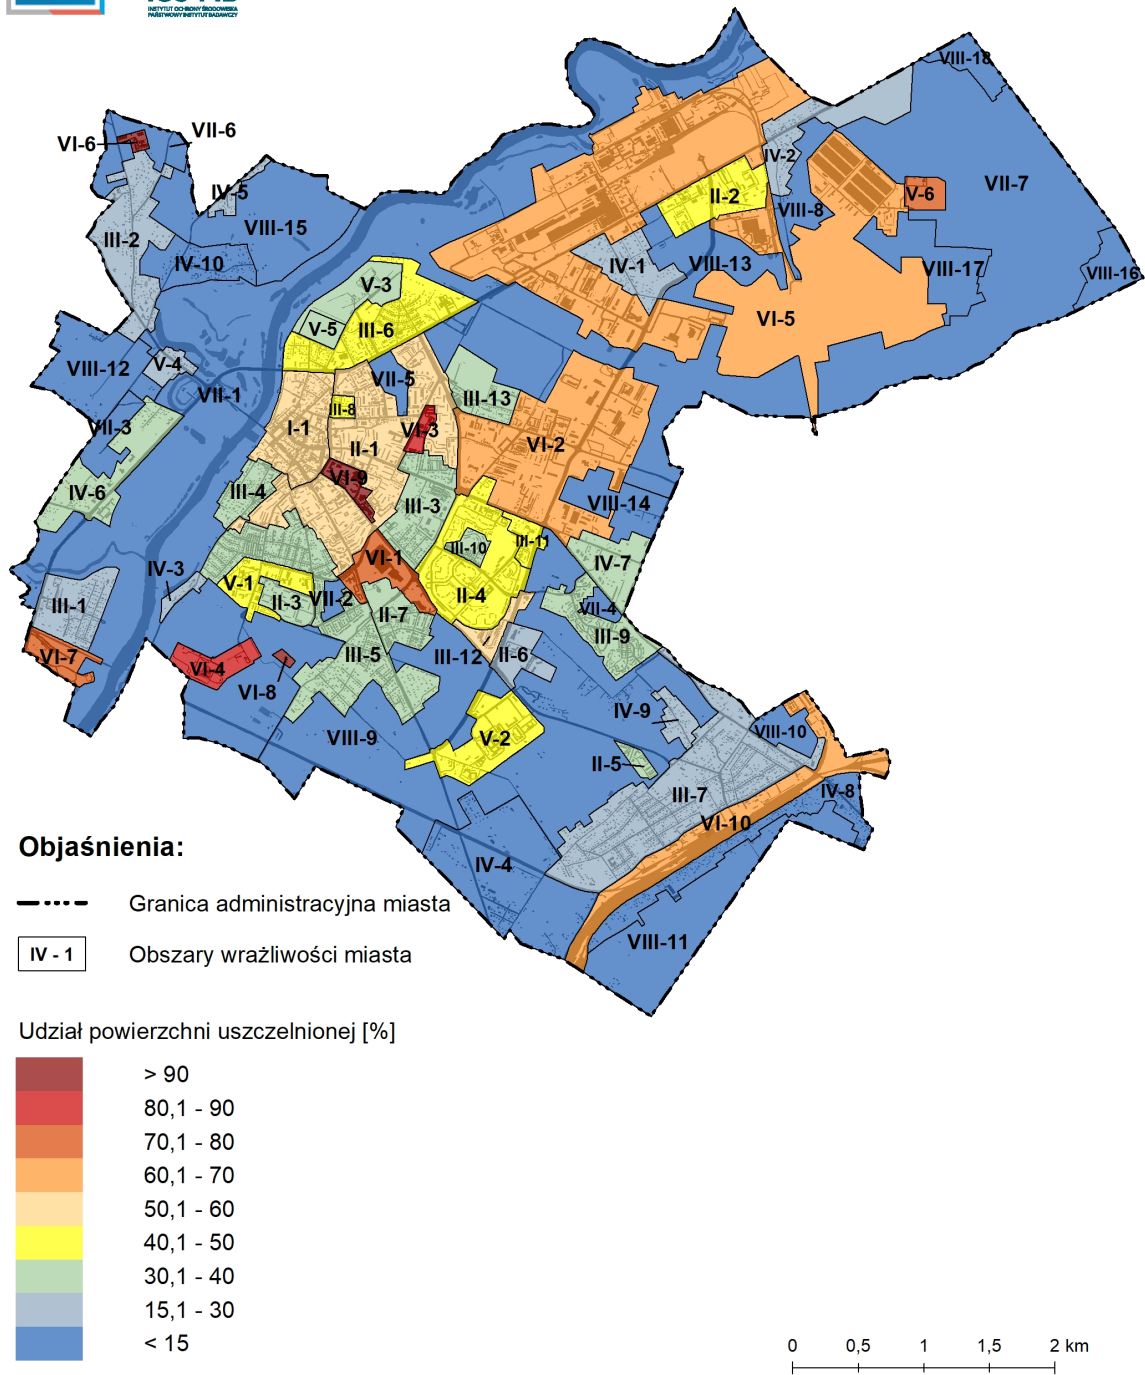 INSTYTUT OCHRONY ŚRODOWISKA
PAŃSTWOWY INSTYTUT BADAWCZY
VIII-18
VI-6
VII-6
IV-2
IV-5
II-2
V-6
VII-7
VIII-8
VIII-15
III-2
IV-10
IV-1
VIII-13
VIII-17
VIII-16
V-3
V-5
III-6
VI-5
VIII-12
V-4
VII-5
VII-1
III-13
III-8
I-1
VII-3
VI-3
II-1
VI-2
VI-9
IV-6
III-4
III-3
VIII-14
III-10
III-11
VI-1
IV-3
IV-7
V-1
II-3
VII-2
II-4
III-1
II-7
VII-4
III-9
VI-7
VI-4
III-5
III-12
II-6
VI-8
IV-9
VIII-9
V-2
VIII-10
II-5
III-7
IV-8
VI-10
IV-4
VIII-11
Objaśnienia:
Granica administracyjna miasta
IV - 1
Obszary wrażliwości miasta
Udział powierzchni uszczelnionej [%]
> 90
80,1 - 90
70,1 - 80
60,1 - 70
50,1 - 60
40,1 - 50
30,1 - 40
15,1 - 30
< 15
0 0,5 1 1,5 2 km